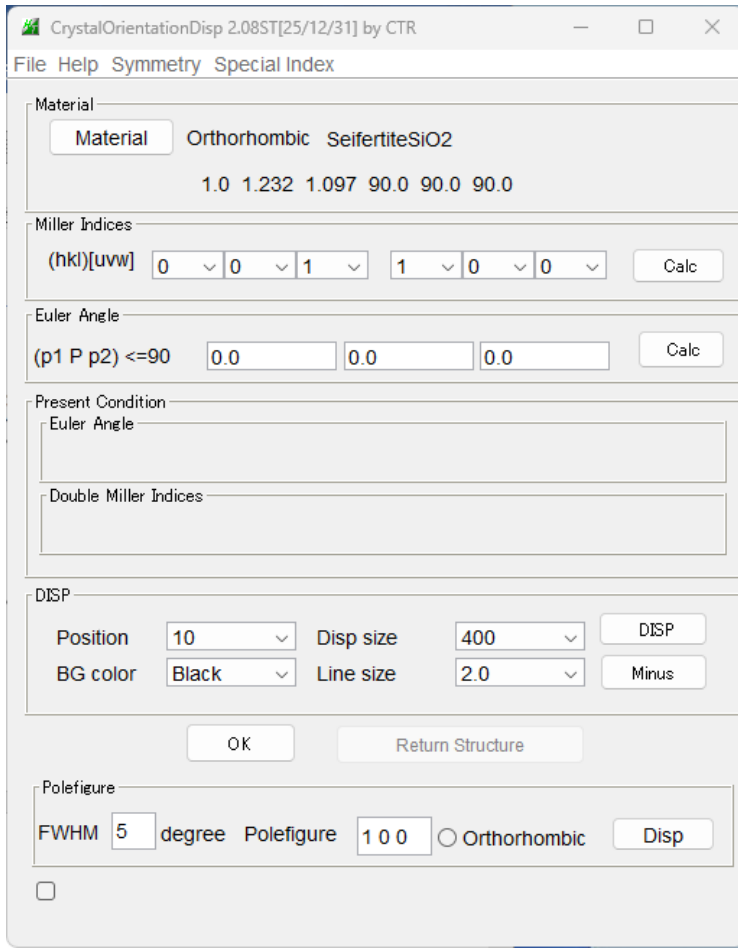 CrystalOrientationDisp 2.08ST[25/12/31] by CTR
File Help Symmetry Special Index
Material
Material Orthorhombic SeifertiteSiO2
1.0 1.232 1.097 90.0 90.0 90.0
Miller Indices
(hkl)[uvw] 0 0 1 1 0 0 Calc
Euler Angle
(p1 P p2) <=90 0.0 0.0 0.0 Calc
Present Condition
Euler Angle
Double Miller Indices
DISP
Position 10 Disp size 400 DISP
BG color Black Line size 2.0 Minus
OK Return Structure
Polefigure
FWHM 5 degree Polefigure 1 0 0 Orthorhombic Disp